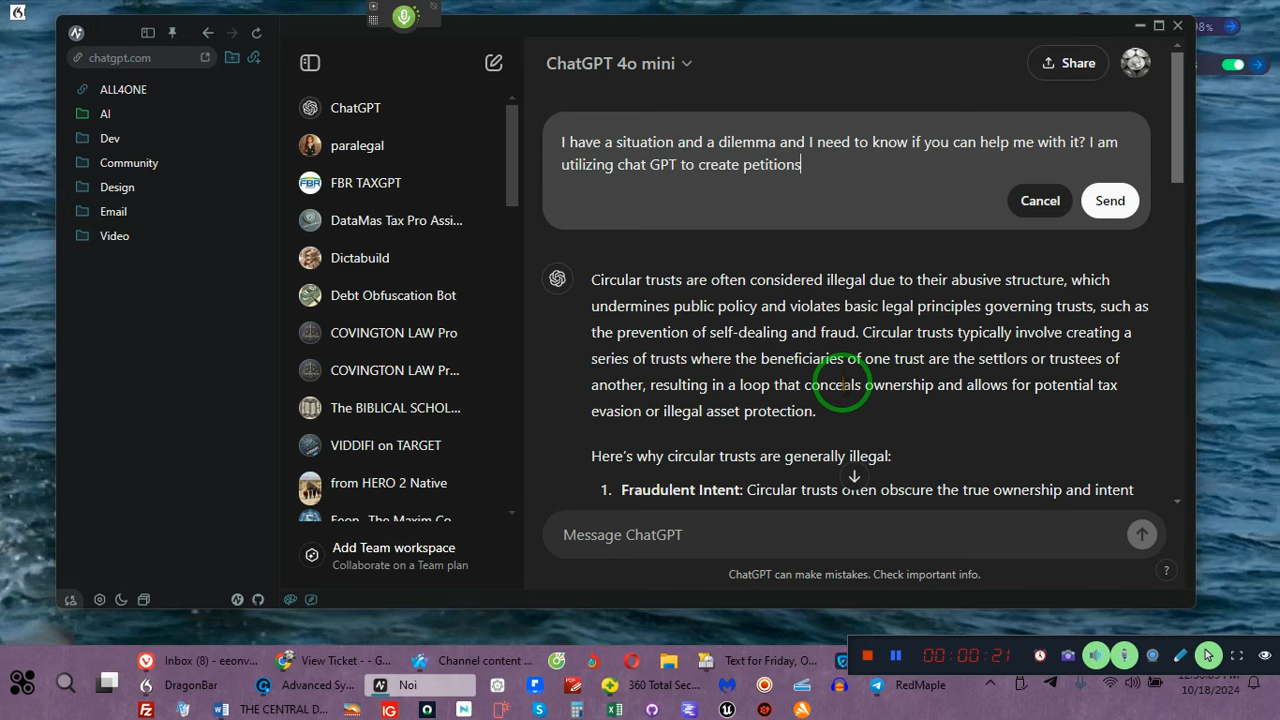 98%
chatgpt.com
ALL4ONE
AI
Dev
Community
Design
Email
Video
ChatGPT
paralegal
FBR TAXGPT
DataMas Tax Pro Assi...
Dictabuild
Debt Obfuscation Bot
COVINGTON LAW Pro
COVINGTON LAW Pr...
The BIBLICAL SCHOL...
VIDDIFI on TARGET
from HERO 2 Native
Feon The Maxim Co
Add Team workspace
Collaborate on a Team plan
ChatGPT 4o mini
Share
I have a situation and a dilemma and I need to know if you can help me with it? I am
utilizing chat GPT to create petitions
Cancel
Send
Circular trusts are often considered illegal due to their abusive structure, which
undermines public policy and violates basic legal principles governing trusts, such as
the prevention of self-dealing and fraud. Circular trusts typically involve creating a
series of trusts where the beneficiaries of one trust are the settlors or trustees of
another, resulting in a loop that conceals ownership and allows for potential tax
evasion or illegal asset protection.
Here's why circular trusts are generally illegal:
1. Fraudulent Intent: Circular trusts often obscure the true ownership and intent
Message ChatGPT
ChatGPT can make mistakes. Check important info.
?
00:00:21
Inbox (8) - eeonv...
View Ticket - - G...
Channel content ...
Text for Friday, O...
DragonBar
Advanced Sy...
Noi
360 Total Sec...
RedMaple
10/18/2024
THE CENTRAL D...